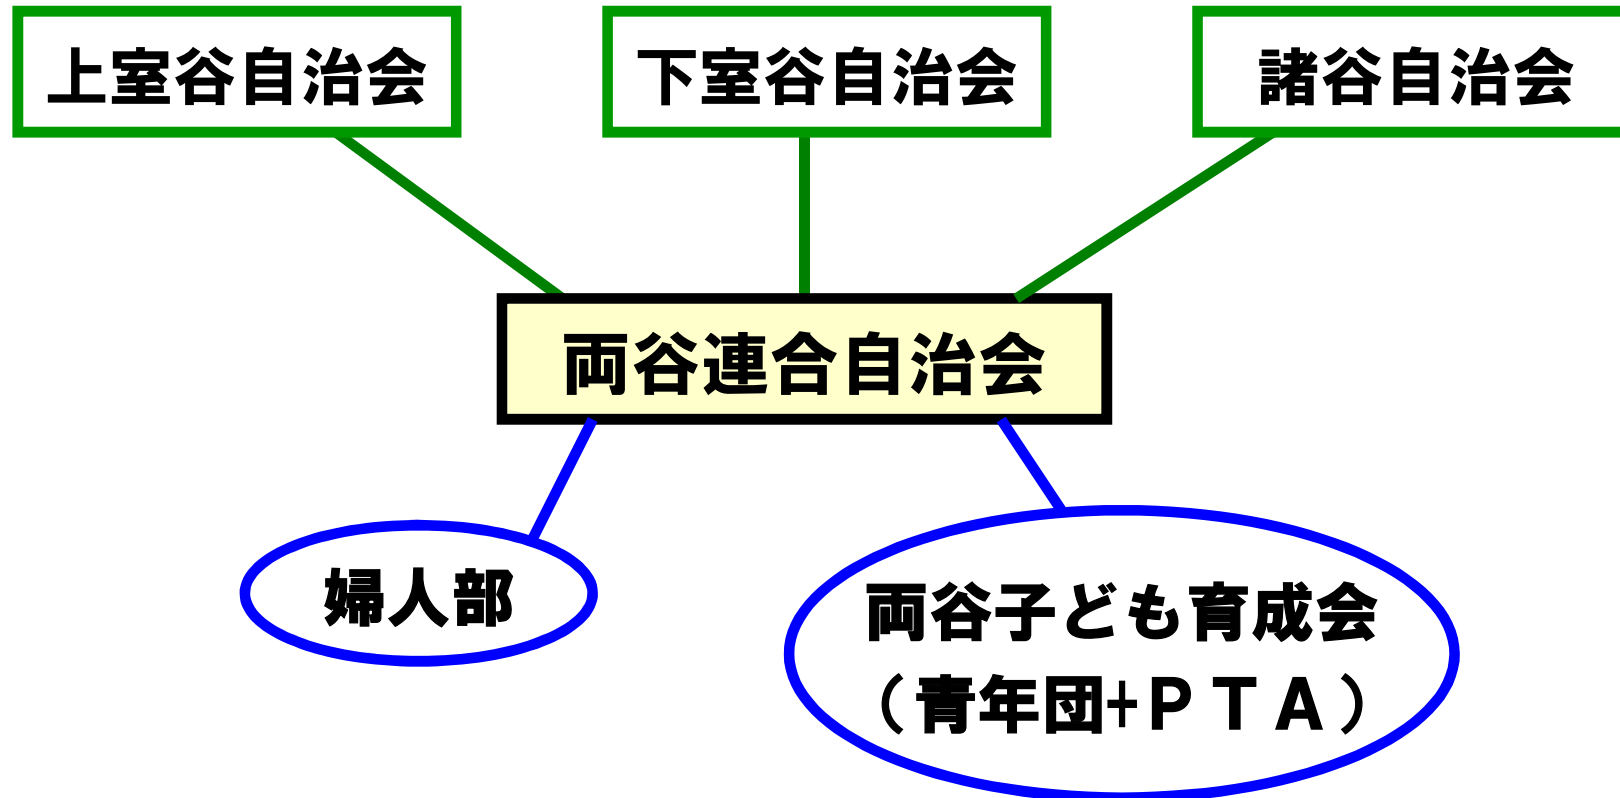 上室谷自治会
下室谷自治会
諸谷自治会
両谷連合自治会
婦人部
両谷子ども育成会
（青年団+ＰＴＡ）